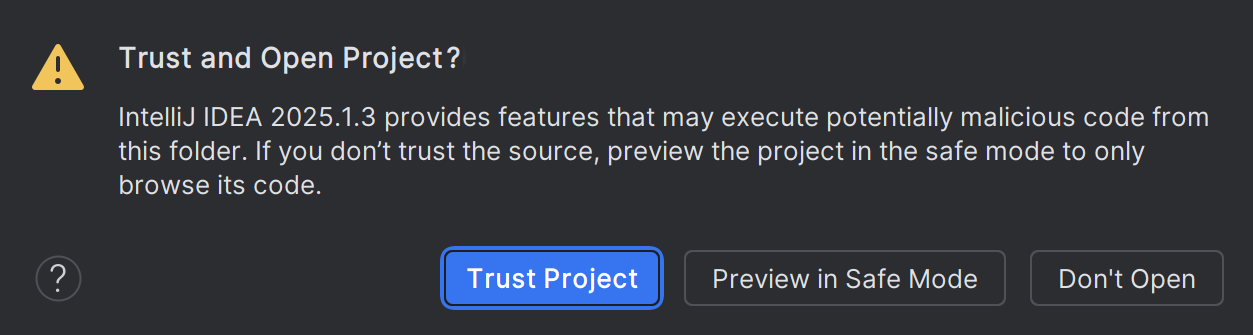 Trust and Open Project?
IntelliJ IDEA 2025.1.3 provides features that may execute potentially malicious code from
this folder. If you don’t trust the source, preview the project in the safe mode to only
browse its code.
? Trust Project Preview in Safe Mode Don't Open